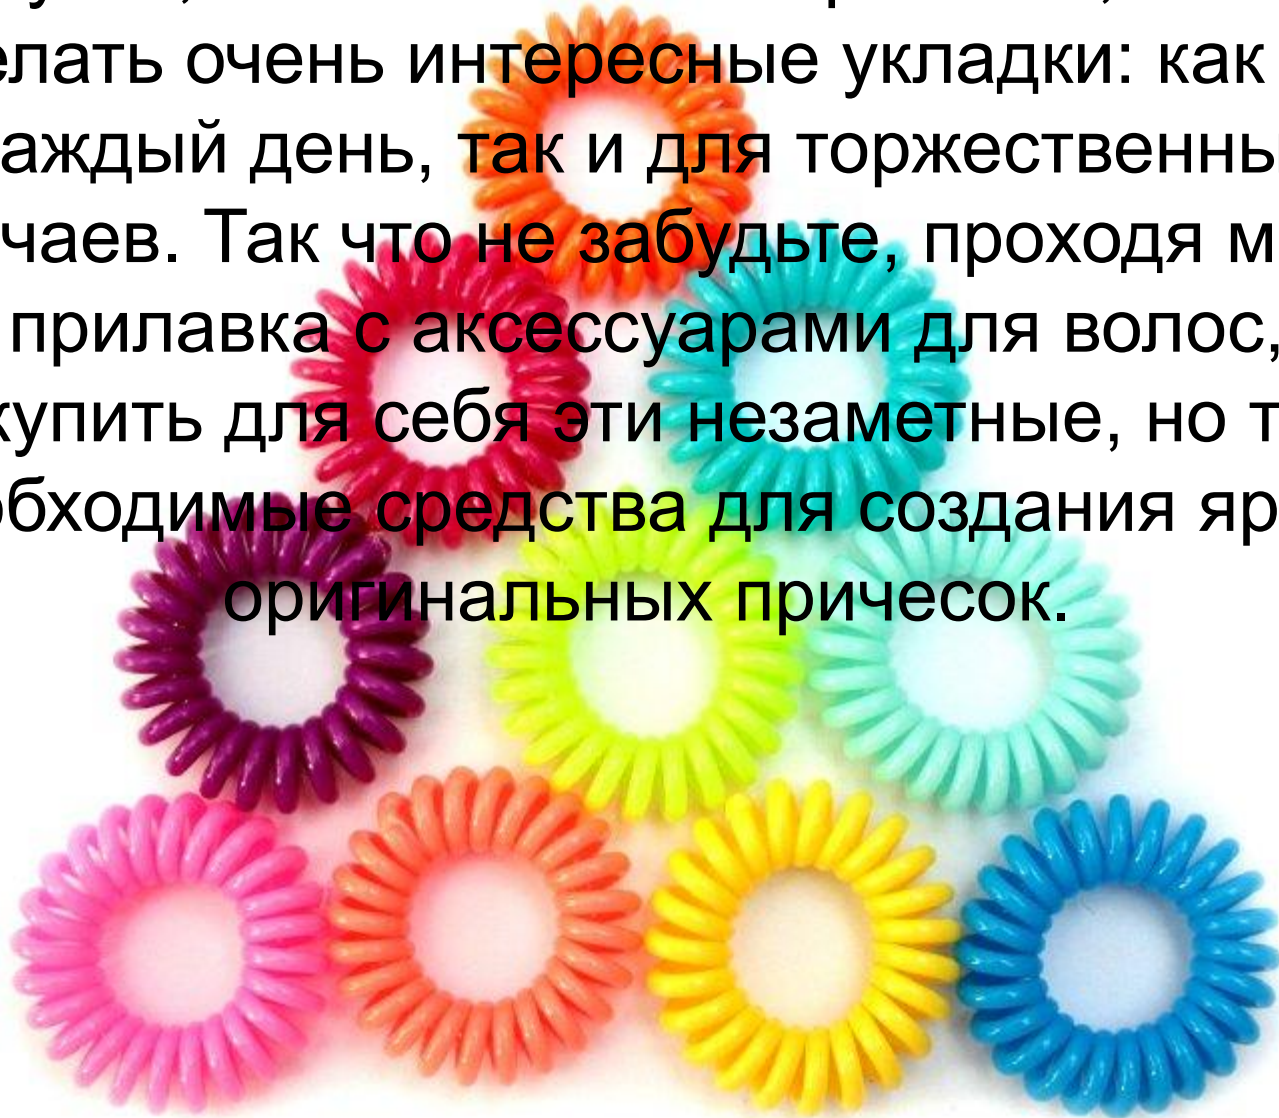 елать очень интересные укладки: как
аждый день, так и для торжественны
чаев. Так что не забудьте, проходя м
прилавка с аксессуарами для волос,
купить для себя эти незаметные, но т
обходимые средства для создания яр
оригинальных причесок.